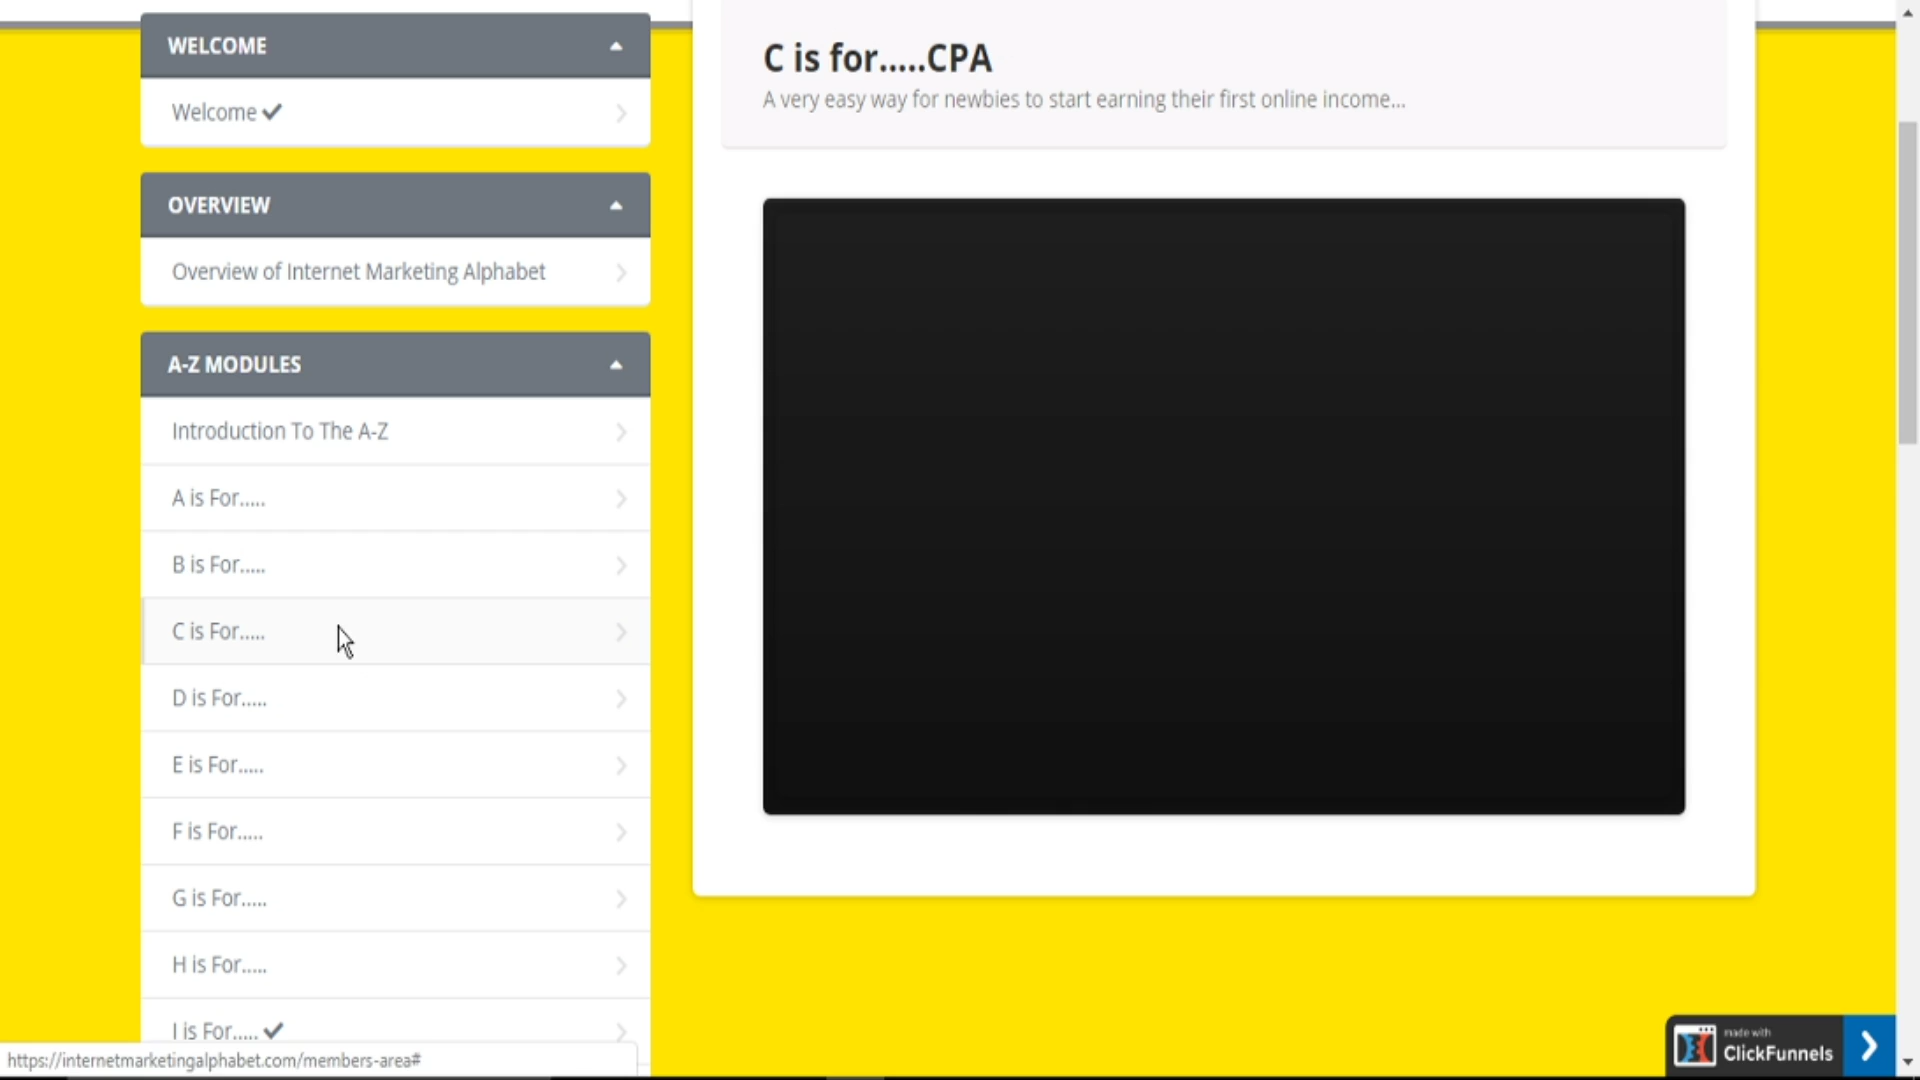 WELCOME
Welcome
OVERVIEW
Overview of Internet Marketing Alphabet
A-Z MODULES
Introduction To The A-Z
A is For.....
B is For.....
C is For.....
D is For.....
E is For.....
F is For.....
G is For.....
H is For.....
I is For.....
https://internetmarketingalphabet.com/members-area#
C is for.....CPA
A very easy way for newbies to start earning their first online income...
made with
ClickFunnels